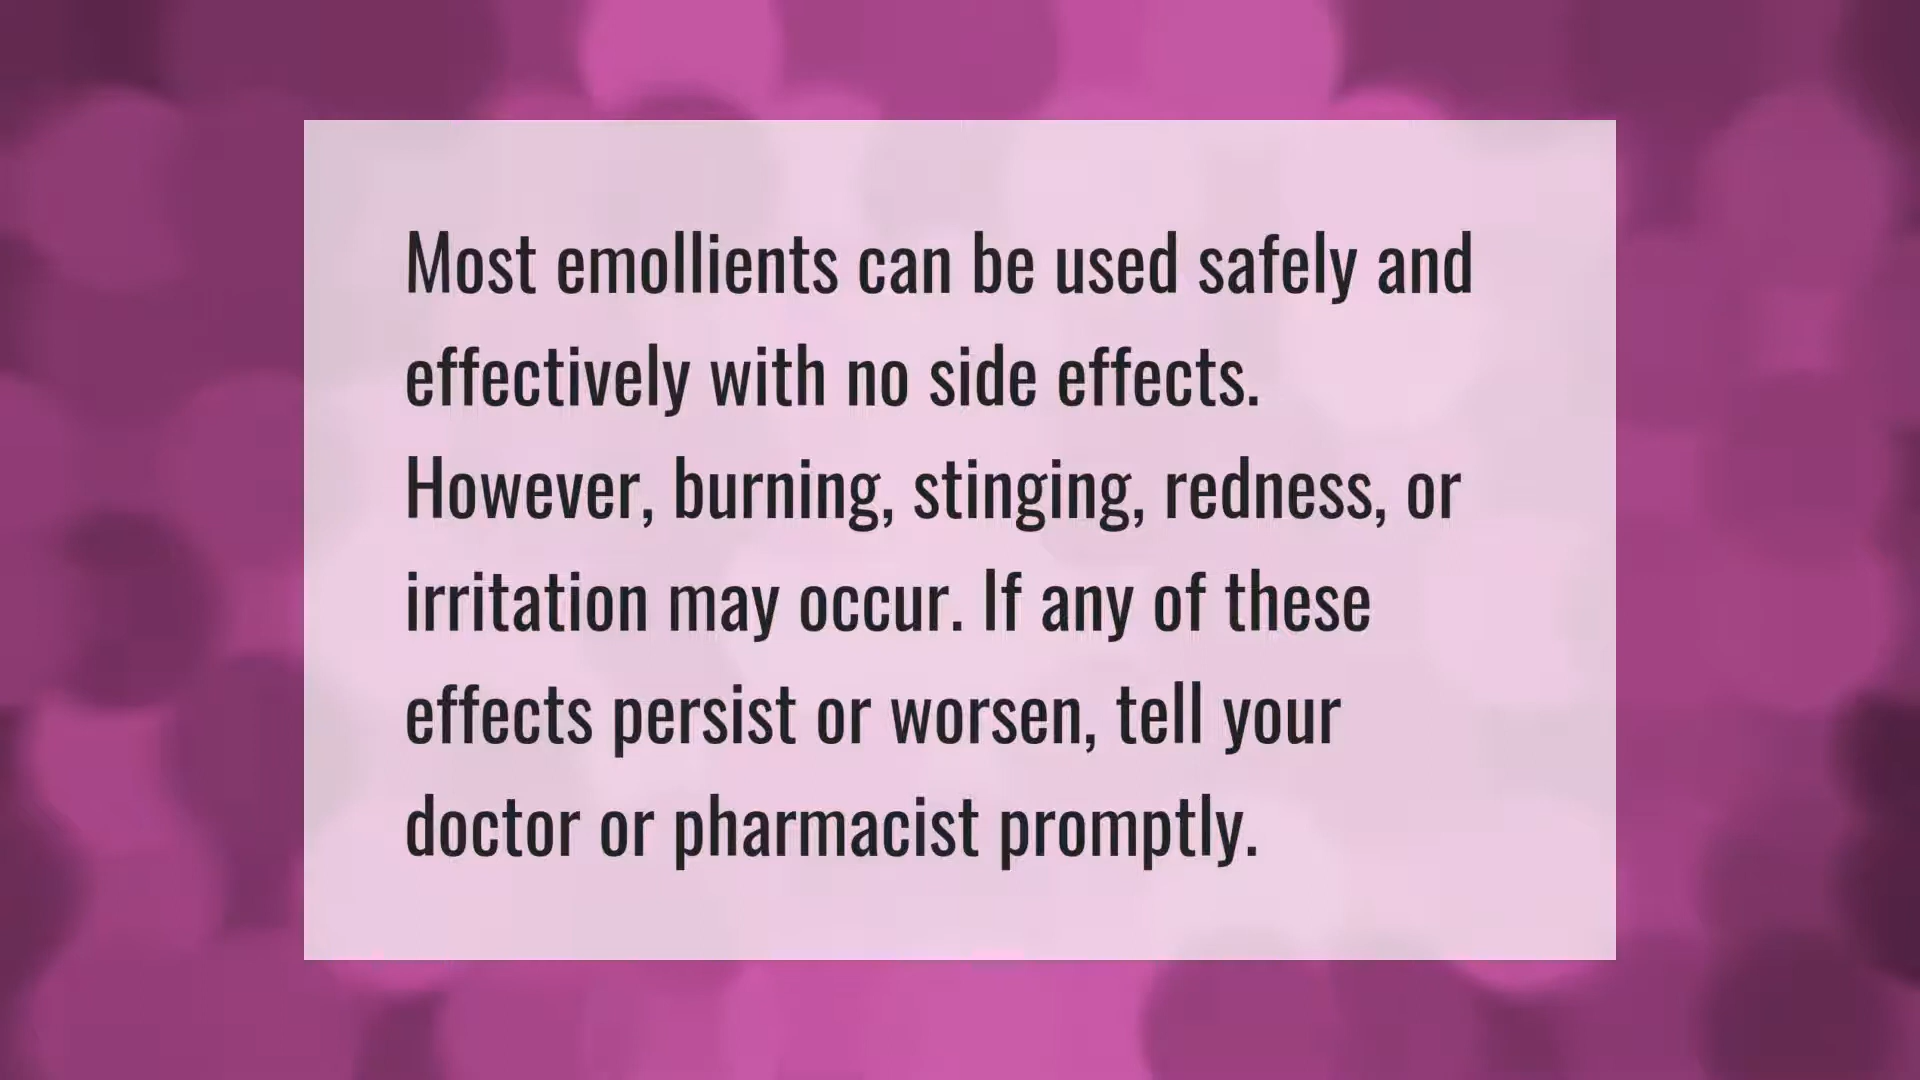 Most emollients can be used safely and
effectively with no side effects.
However, burning, stinging, redness, or
irritation may occur. If any of these
effects persist or worsen, tell your
doctor or pharmacist promptly.